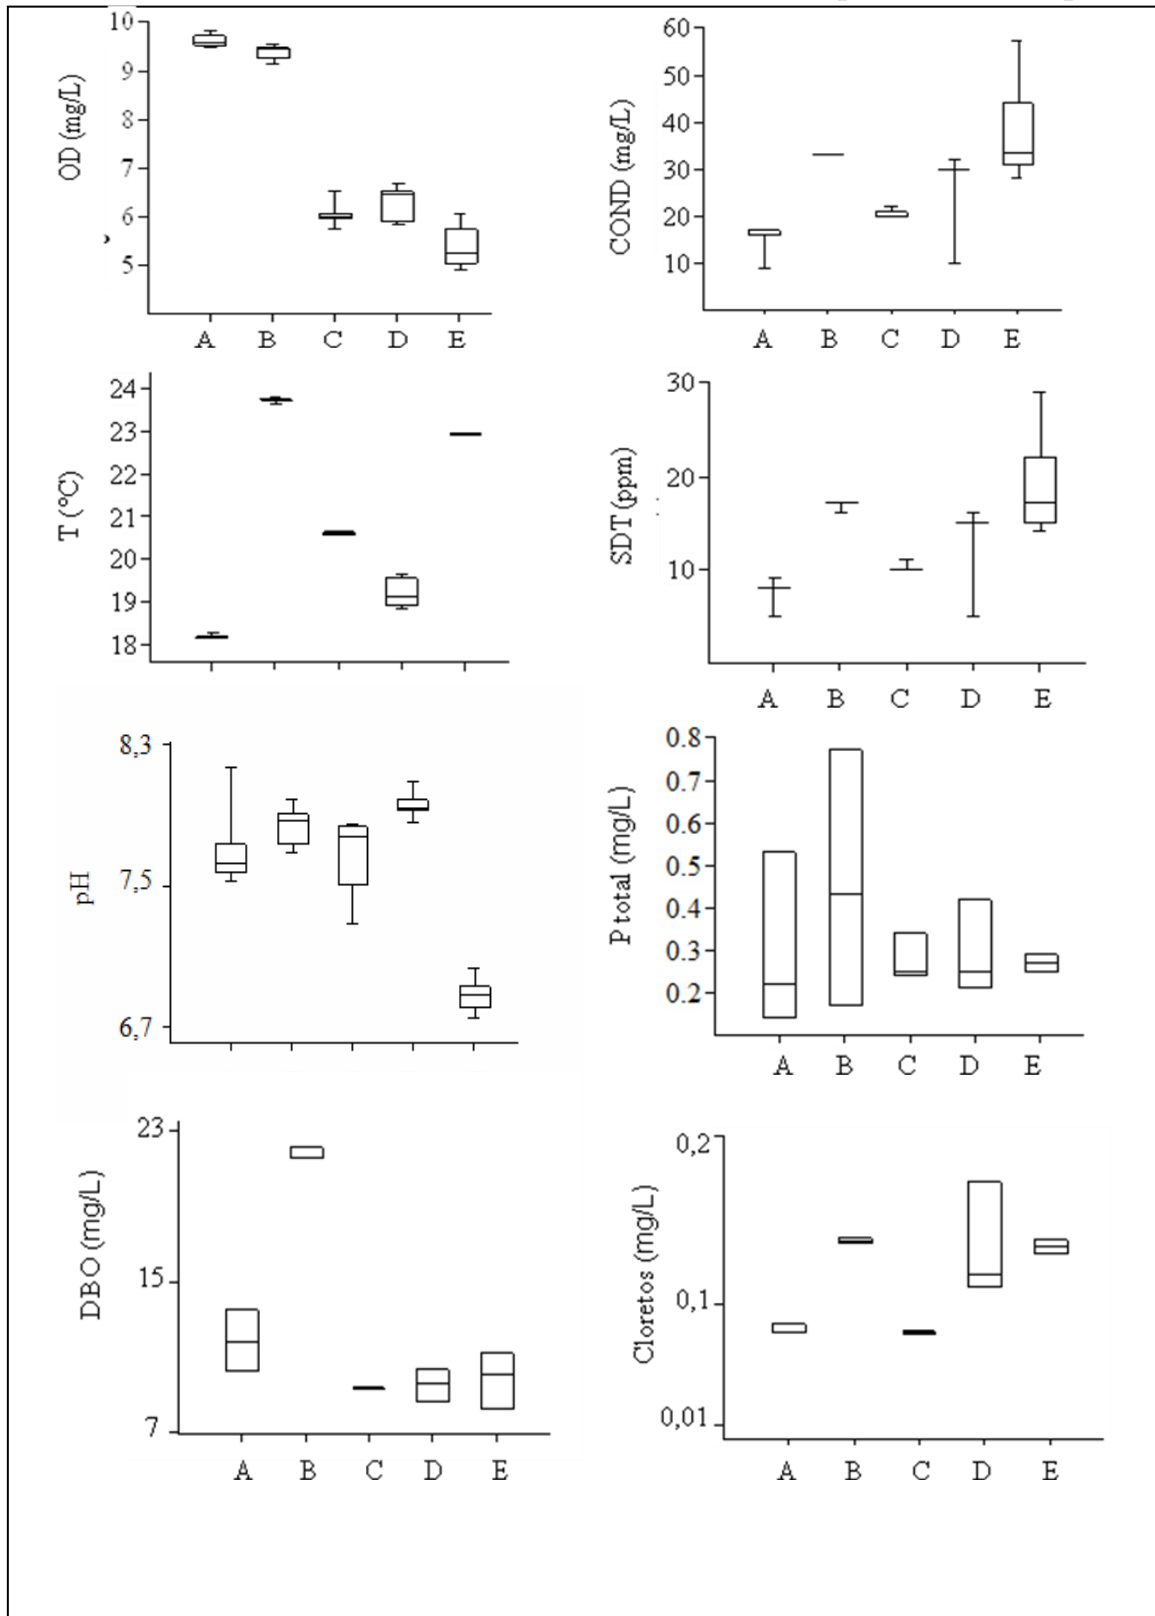 OD (mg/L)
10
9
8
7
6
5
A B C D E
COND (mg/L)
60
50
40
30
20
10
A B C D E
T (°C)
24
23
22
21
20
19
18
SDT (ppm)
30
20
10
A B C D E
pH
8,3
7,5
6,7
P total (mg/L)
0.8
0.7
0.6
0.5
0.4
0.3
0.2
A B C D E
DBO (mg/L)
23
15
7
A B C D E
Cloretos (mg/L)
0,2
0,1
0,01
A B C D E